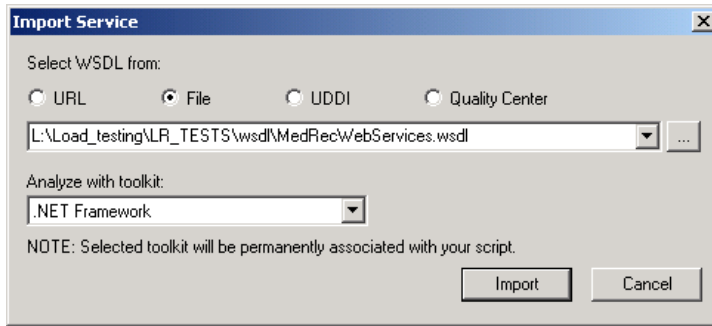 Import Service
Select WSDL from:
URL File UDDI Quality Center
L:\Load_testing\LR_TESTS\wsdl\MedRecWebServices.wsdl ...
Analyze with toolkit:
.NET Framework
NOTE: Selected toolkit will be permanently associated with your script.
Import Cancel